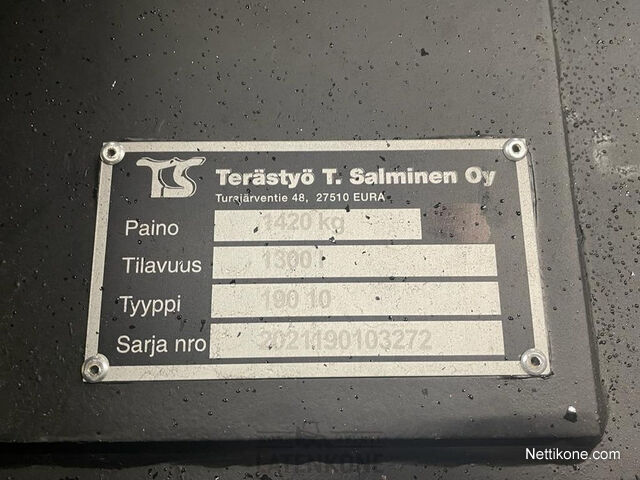 TS
Terästyö T. Salminen Oy
Turajärventie 48, 27510 EURA
Paino 1420 kg
Tilavuus 1300 l
Tyyppi 190 10
Sarja nro 2021190103272
LATENKONE
Nettikone.com